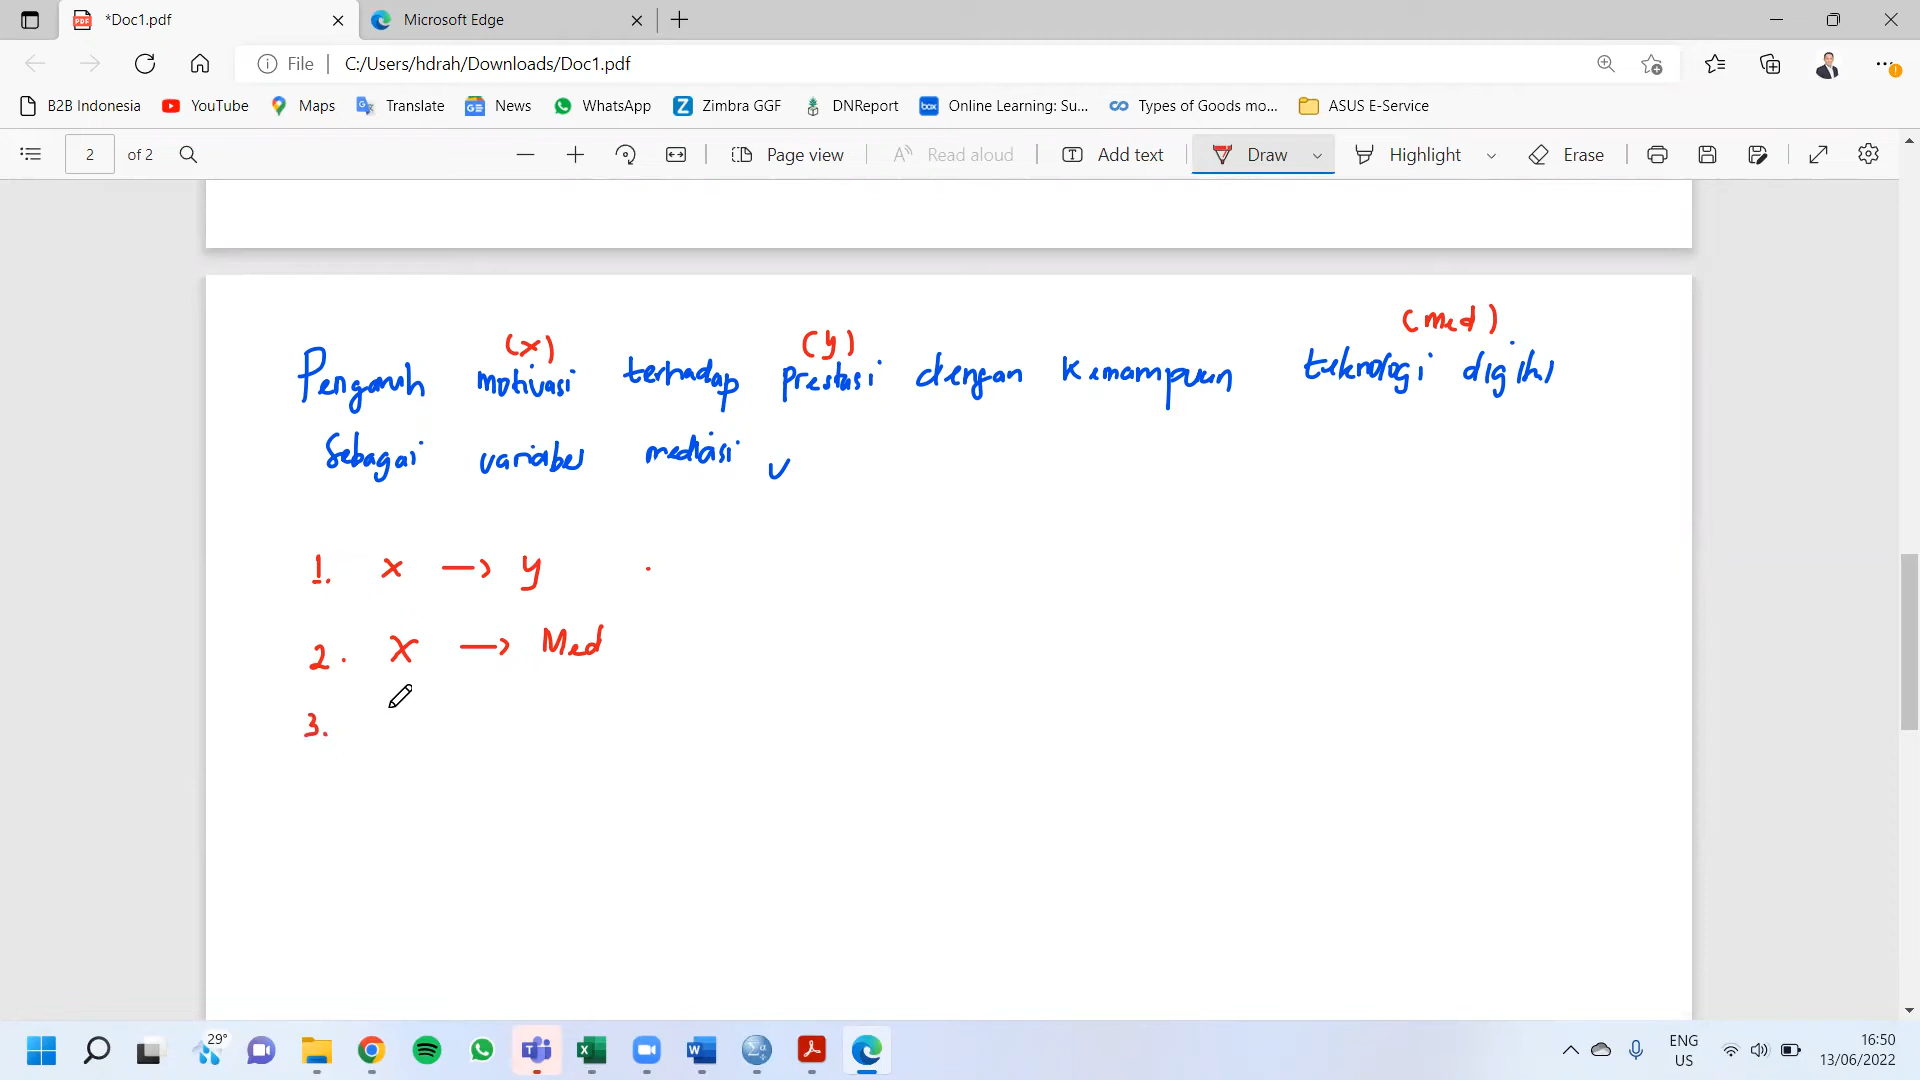 *Doc1.pdf
Microsoft Edge
File | C:/Users/hdrah/Downloads/Doc1.pdf
B2B Indonesia YouTube Maps Translate News WhatsApp Zimbra GGF DNReport Online Learning: Su... Types of Goods mo... ASUS E-Service
2 of 2 Page view Read aloud Add text Draw Highlight Erase
(x) (y) (med)
Pengaruh motivasi terhadap prestasi dengan Kemampuan teknologi digital
Sebagai variabel mediasi
1. x → y
2. X → Med
3.
29°
ENG
US
16:50
13/06/2022